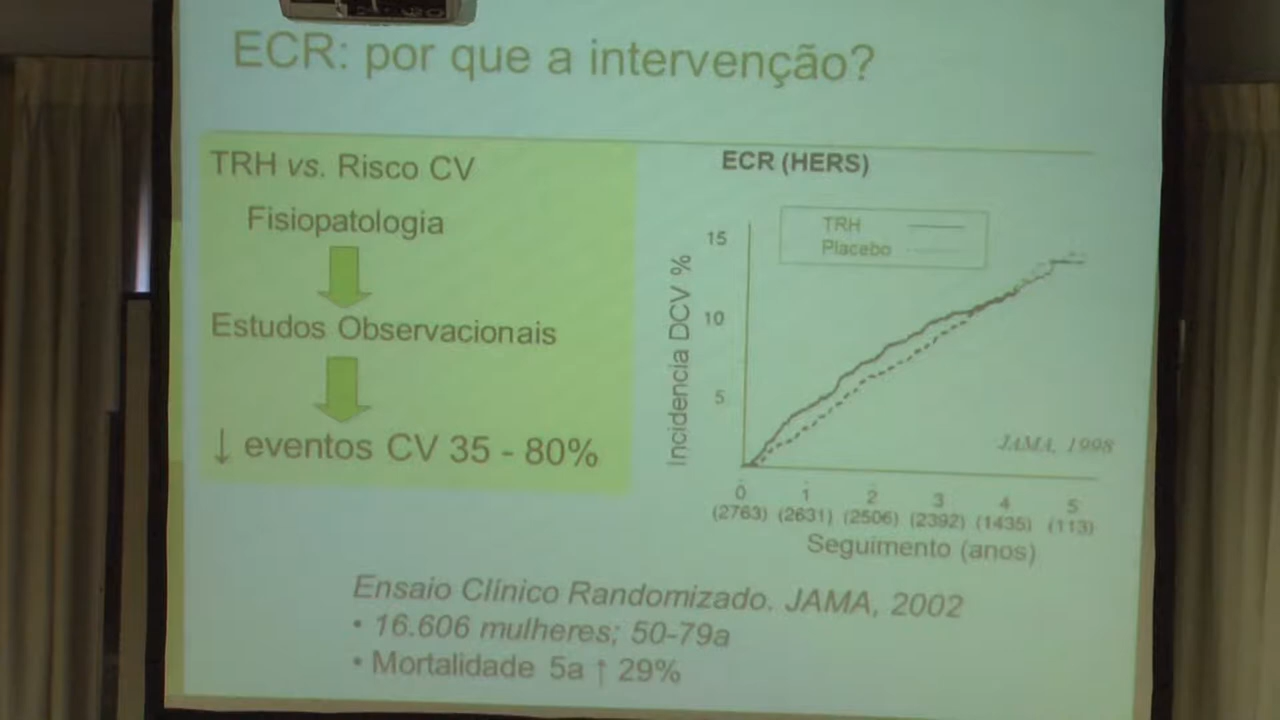 ECR: por que a intervenção?
TRH vs. Risco CV
Fisiopatologia
Estudos Observacionais
↓ eventos CV 35 - 80%
ECR (HERS)
TRH
Placebo
Incidencia DCV %
15
10
5
JAMA, 1998
0 1 2 3 4 5
(2763) (2631) (2506) (2392) (1435) (113)
Seguimento (anos)
Ensaio Clínico Randomizado. JAMA, 2002
• 16.606 mulheres; 50-79a
• Mortalidade 5a ↑ 29%